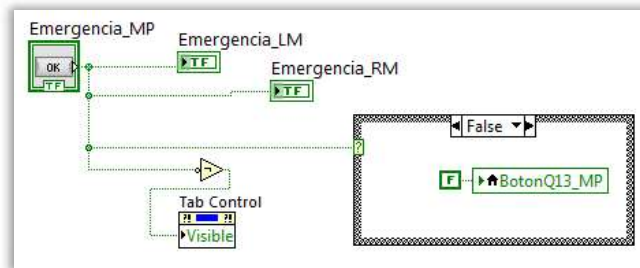 Emergencia_MP
OK
TF
Emergencia_LM
TF
Emergencia_RM
TF
False
?
F
BotonQ13_MP
Tab Control
?! ?!
Visible